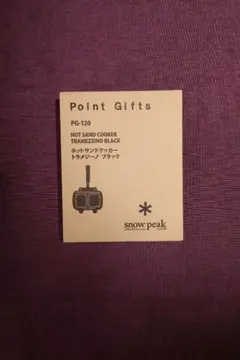 Point Gifts
PG-120
HOT SAND COOKER
TRAMEZZINO BLACK
ホットサンドクッカー
トラメジーノ ブラック
snow peak